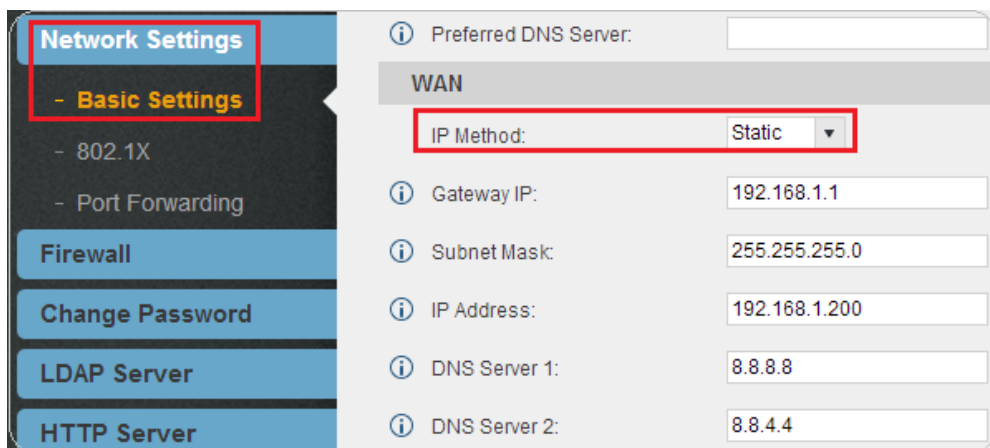 Network Settings
- Basic Settings
- 802.1X
- Port Forwarding
Firewall
Change Password
LDAP Server
HTTP Server
Preferred DNS Server:
WAN
IP Method: Static
Gateway IP: 192.168.1.1
Subnet Mask: 255.255.255.0
IP Address: 192.168.1.200
DNS Server 1: 8.8.8.8
DNS Server 2: 8.8.4.4